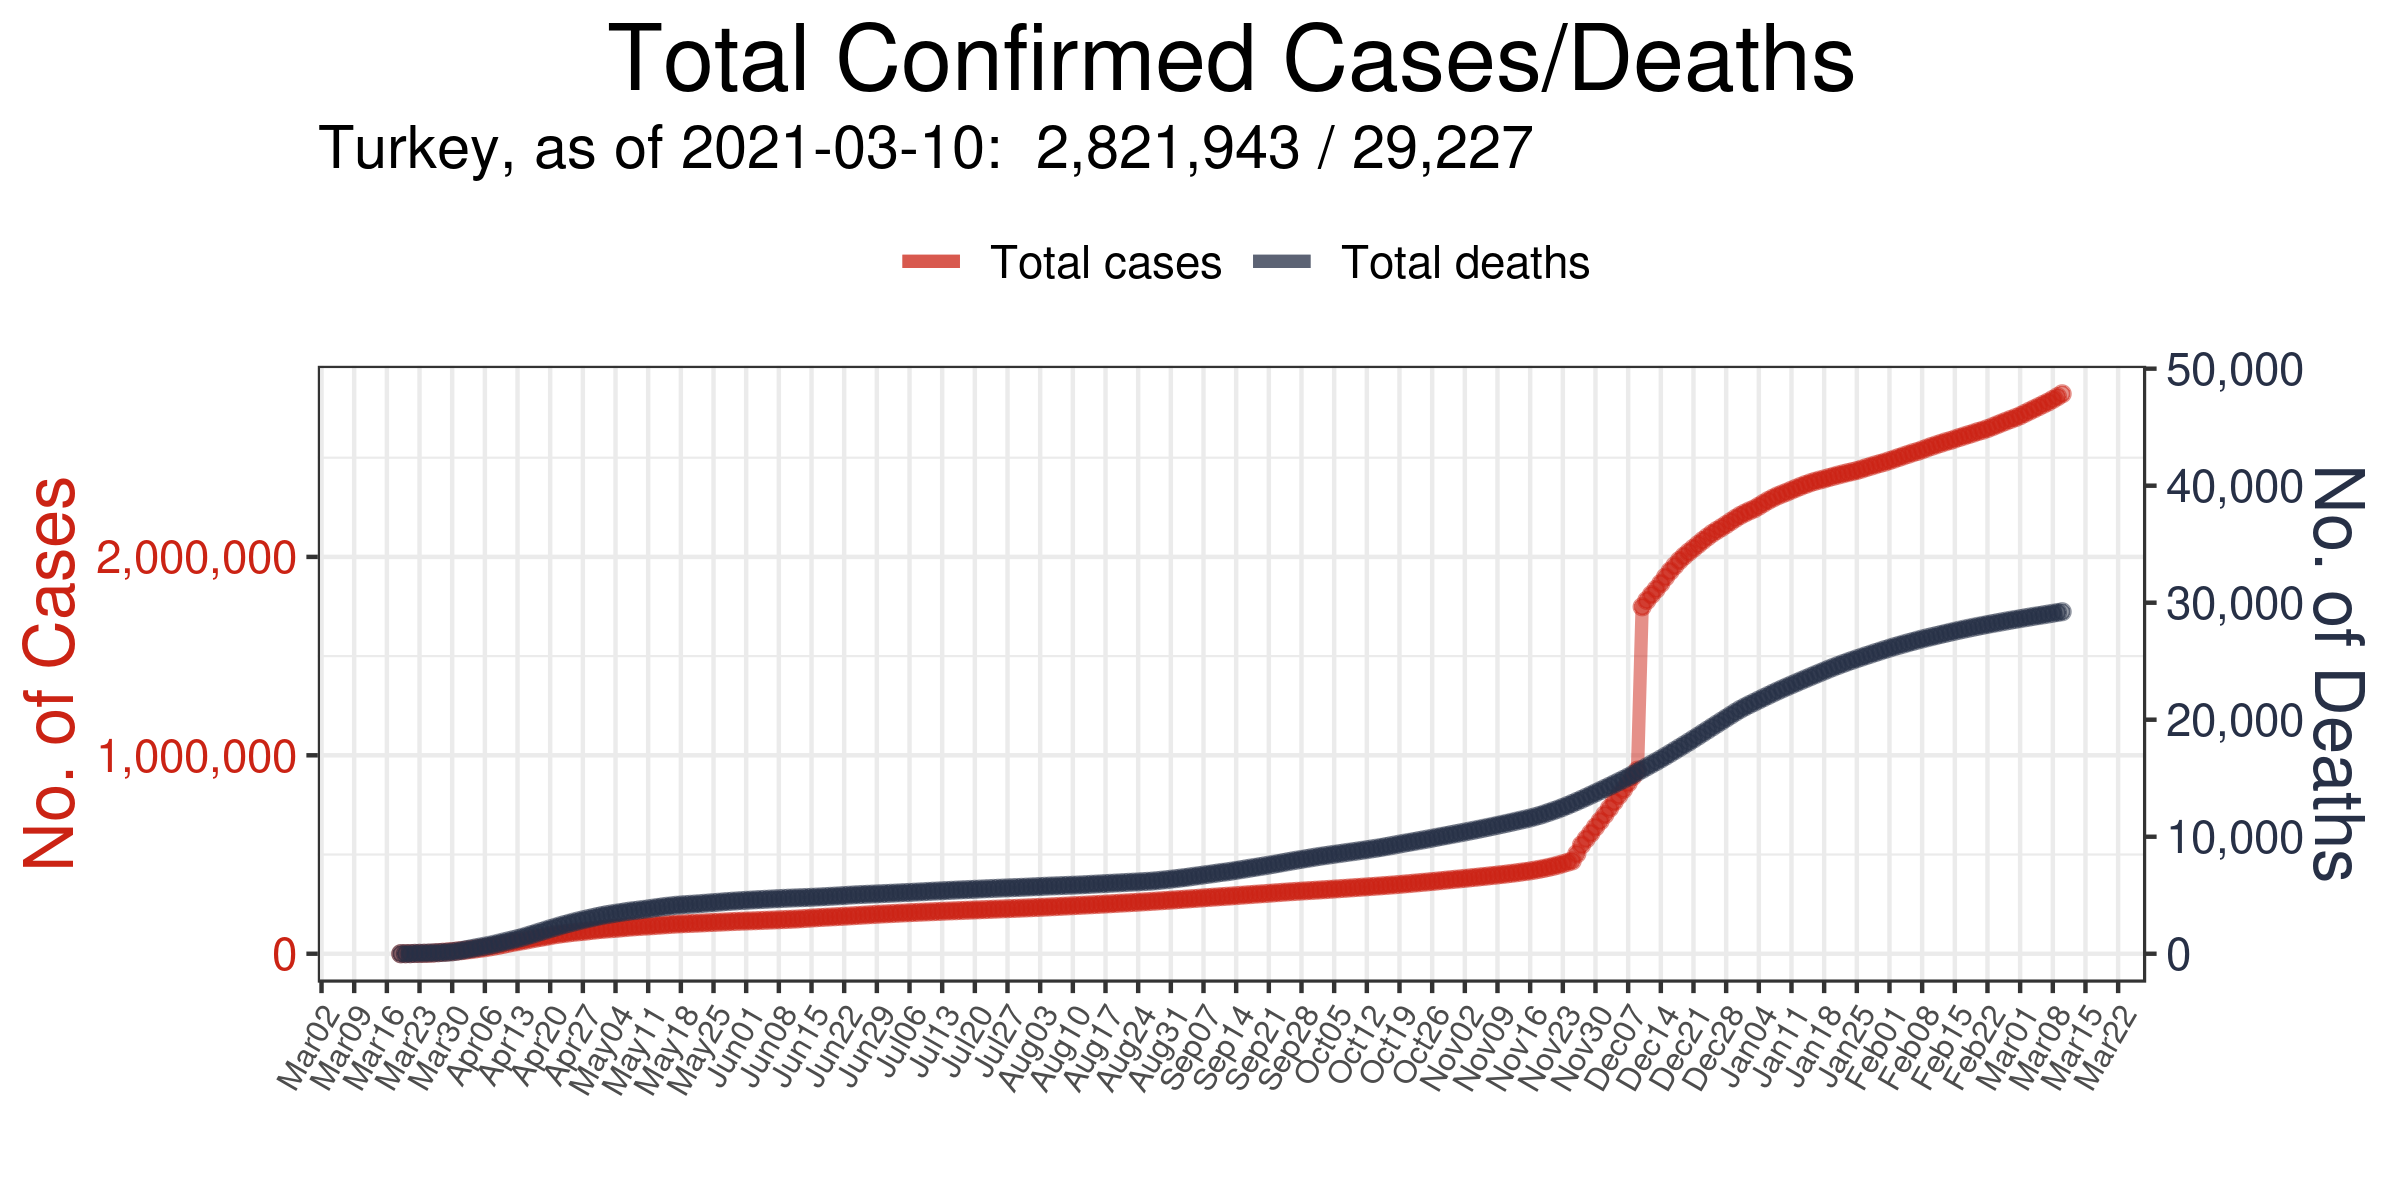 Total Confirmed Cases/Deaths
Turkey, as of 2021-03-10: 2,821,943 / 29,227
Total cases
Total deaths
No. of Cases
2,000,000
1,000,000
0
50,000
40,000
30,000
20,000
10,000
0
No. of Deaths
Mar02
Mar09
Mar16
Mar23
Mar30
Apr06
Apr13
Apr20
Apr27
May04
May11
May18
May25
Jun01
Jun08
Jun15
Jun22
Jun29
Jul06
Jul13
Jul20
Jul27
Aug03
Aug10
Aug17
Aug24
Aug31
Sep07
Sep14
Sep21
Sep28
Oct05
Oct12
Oct19
Oct26
Nov02
Nov09
Nov16
Nov23
Nov30
Dec07
Dec14
Dec21
Dec28
Jan04
Jan11
Jan18
Jan25
Feb01
Feb08
Feb15
Feb22
Mar01
Mar08
Mar15
Mar22